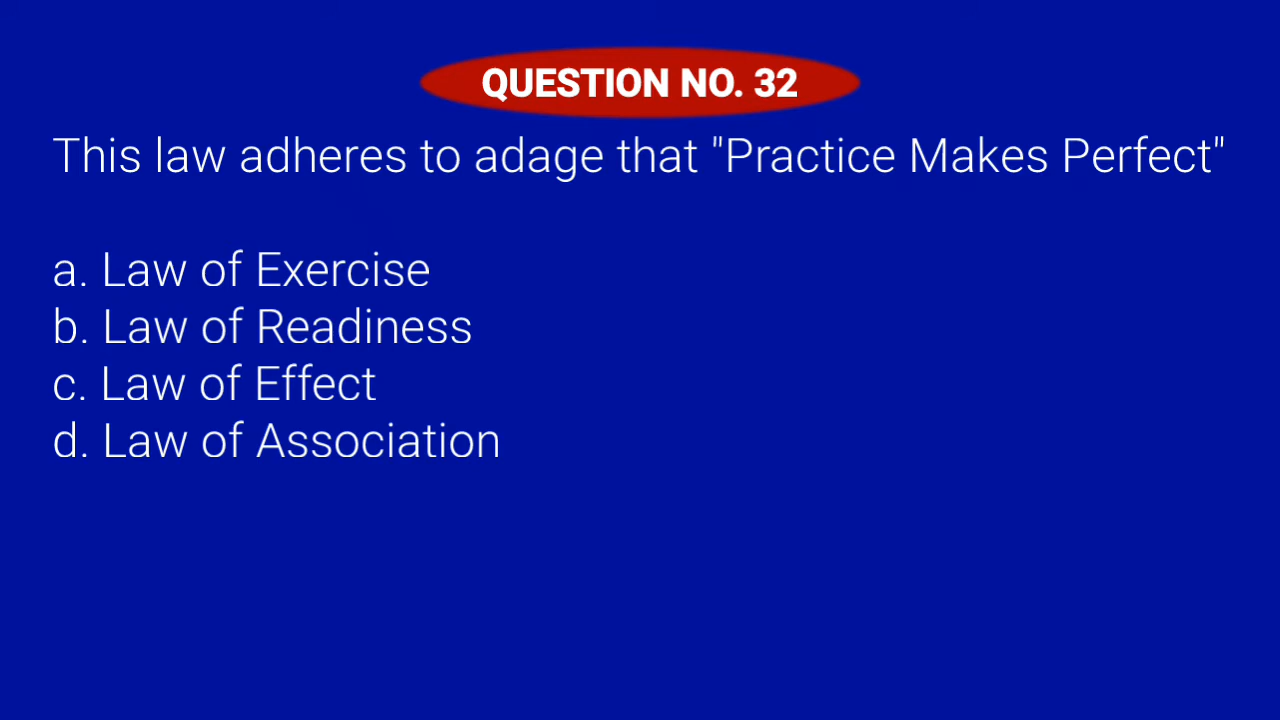 QUESTION NO. 32
This law adheres to adage that "Practice Makes Perfect"
a. Law of Exercise
b. Law of Readiness
c. Law of Effect
d. Law of Association